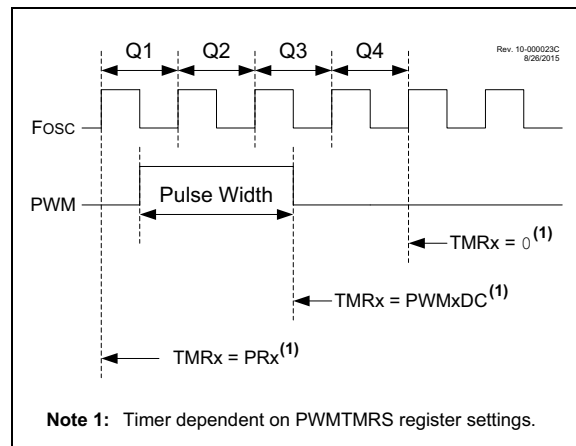 Q1 Q2 Q3 Q4
Rev. 10-000023C
8/26/2015
FOSC
PWM
Pulse Width
TMRx = 0(1)
TMRx = PWMxDC(1)
TMRx = PRx(1)
Note 1: Timer dependent on PWMTMRS register settings.